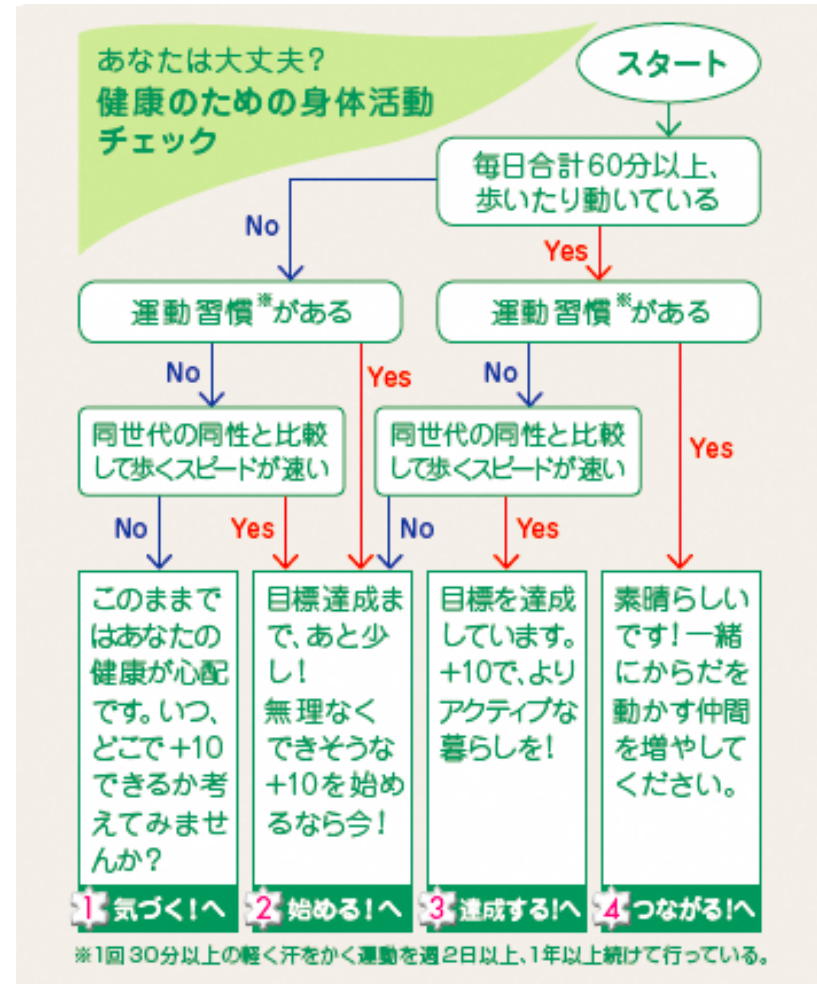 あなたは大丈夫?
健康のための身体活動
チェック
スタート
毎日合計60分以上、
歩いたり動いている
No
Yes
運動習慣※がある
運動習慣※がある
No
Yes
No
Yes
同世代の同性と比較
して歩くスピードが速い
同世代の同性と比較
して歩くスピードが速い
No
Yes
No
Yes
このままで
はあなたの
健康が心配
です。いつ、
どこで+10
できるか考
えてみませ
んか?
1 気づく!へ
目標達成ま
で、あと少
し!
無理なく
できそうな
+10を始め
るなら今!
2 始める!へ
目標を達成
しています。
+10で、より
アクティブな
暮らしを!
3 達成する!へ
素晴らしい
です!一緒
にからだを
動かす仲間
を増やして
ください。
4 つながる!へ
※1回30分以上の軽く汗をかく運動を週2日以上、1年以上続けて行っている。